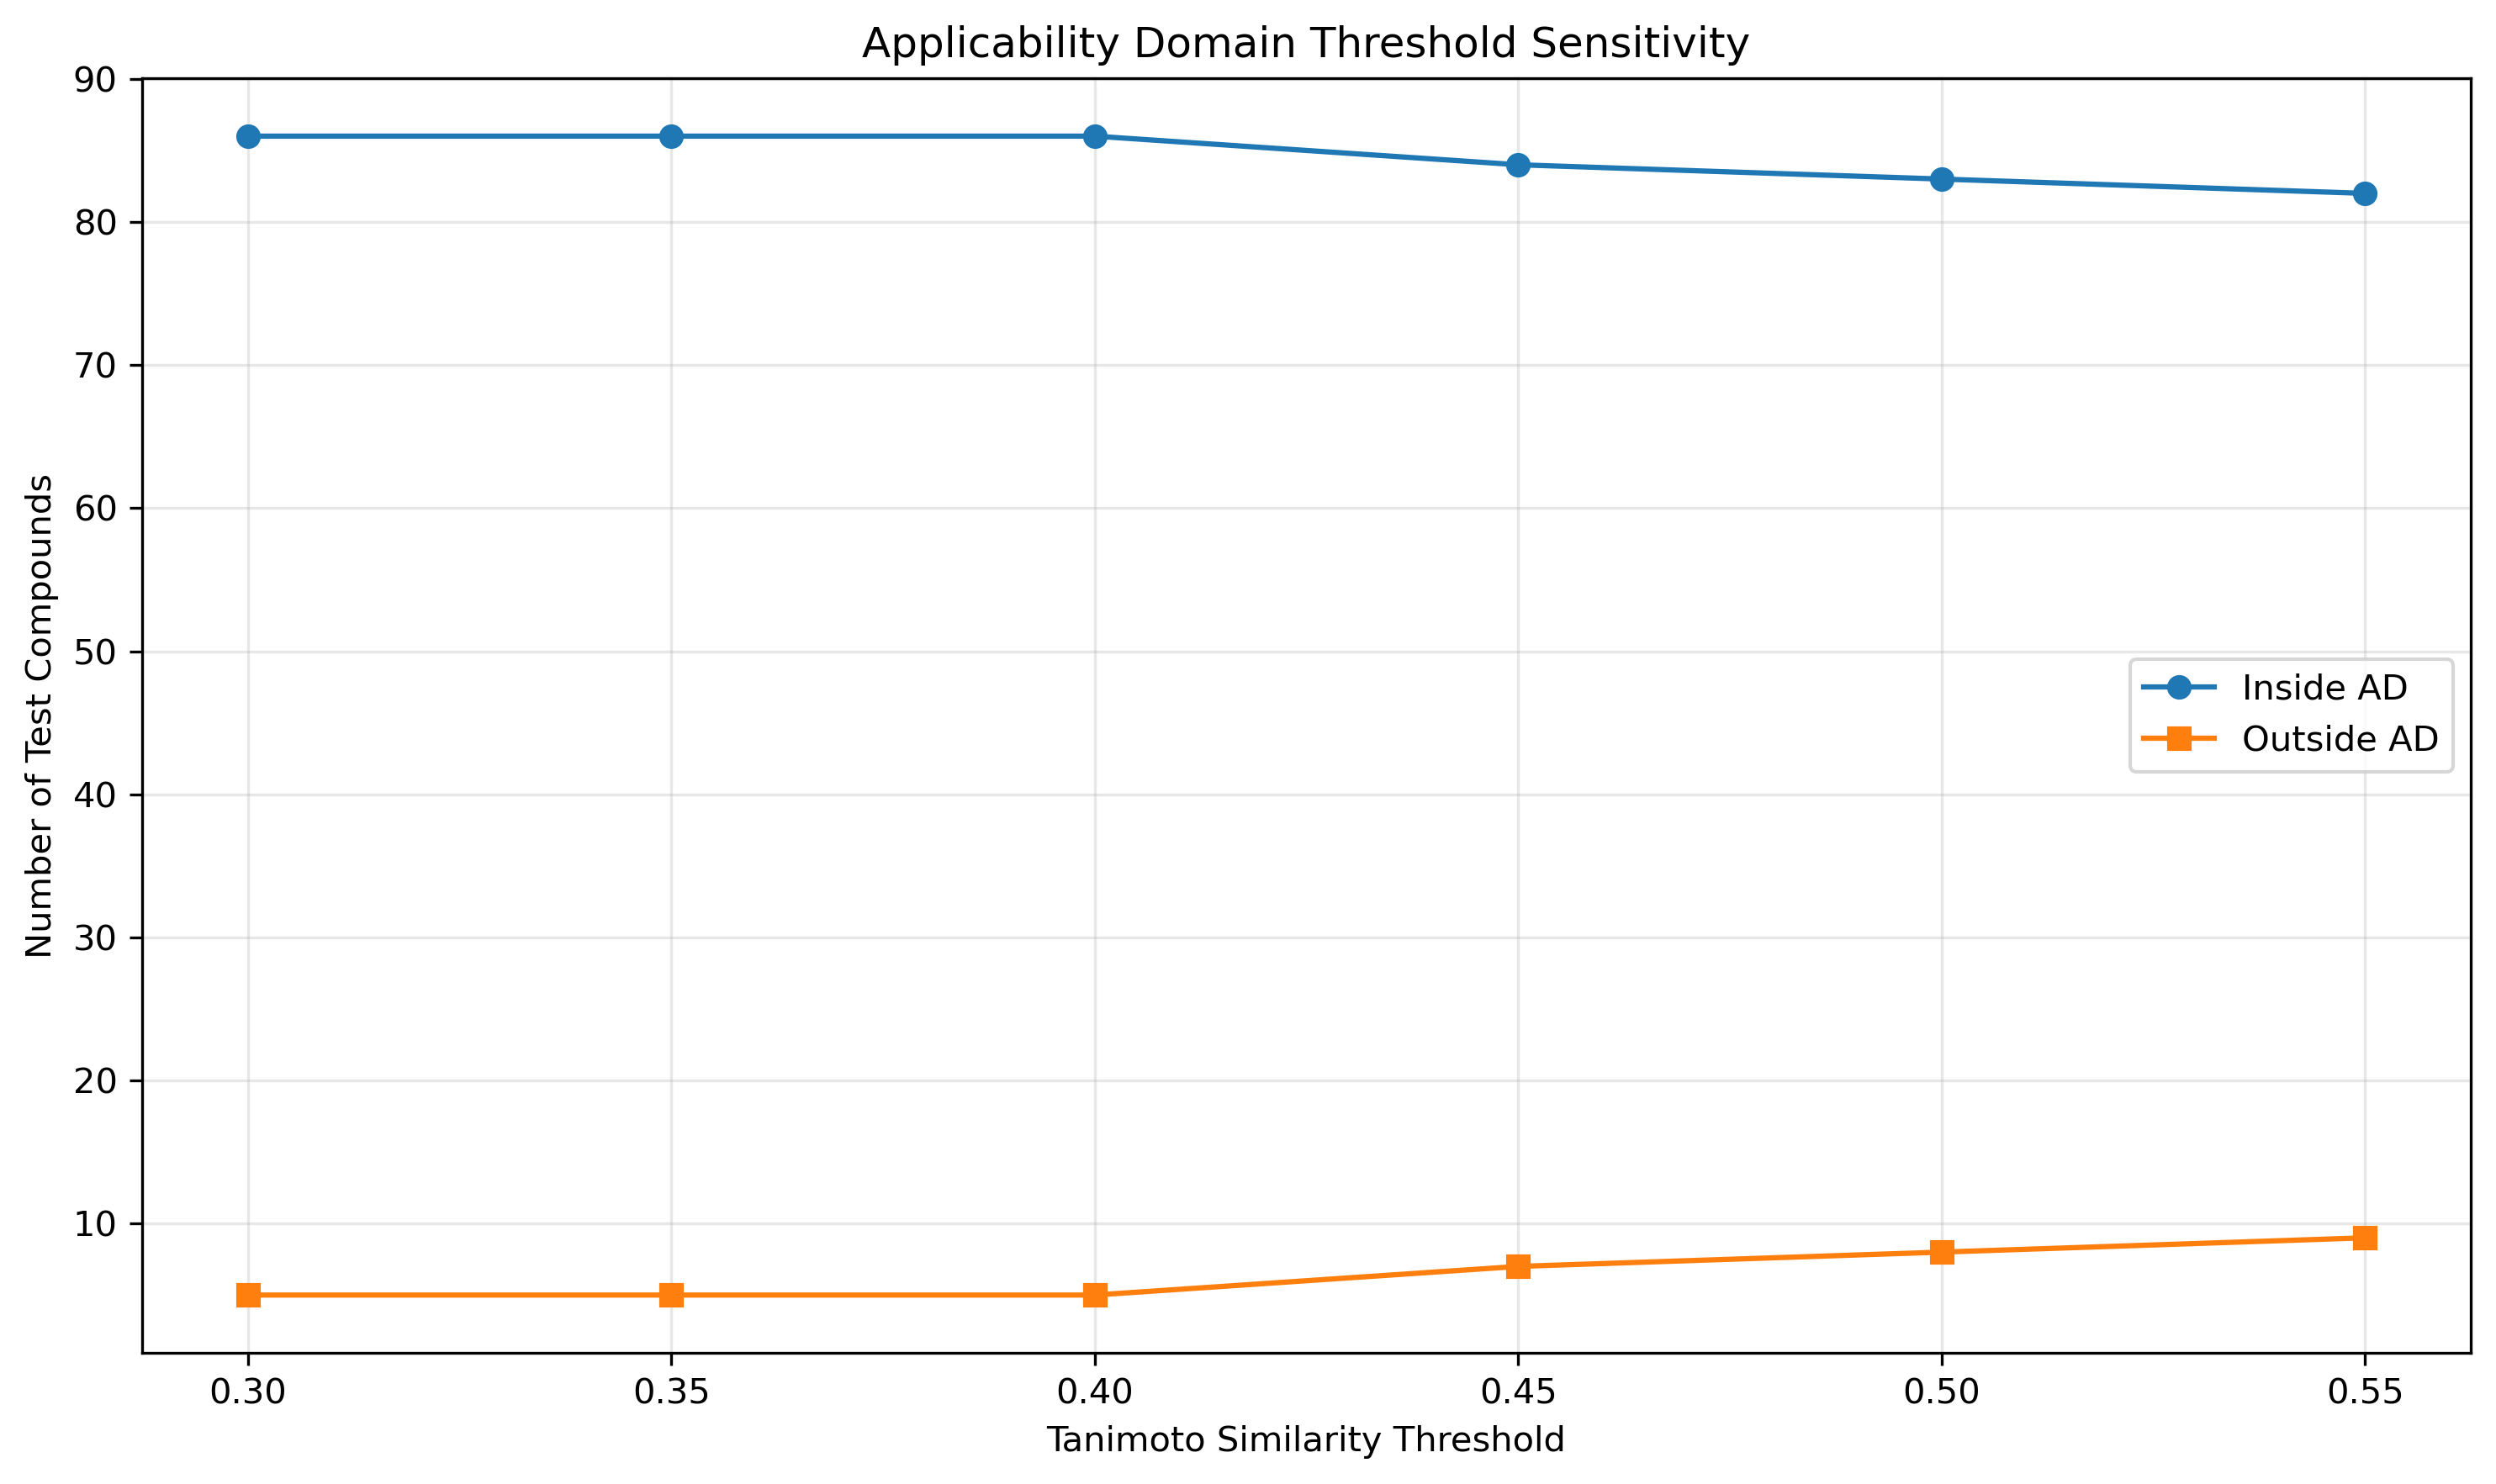 Applicability Domain Threshold Sensitivity
90
80
70
60
50
40
30
20
10
Number of Test Compounds
Inside AD
Outside AD
0.30 0.35 0.40 0.45 0.50 0.55
Tanimoto Similarity Threshold